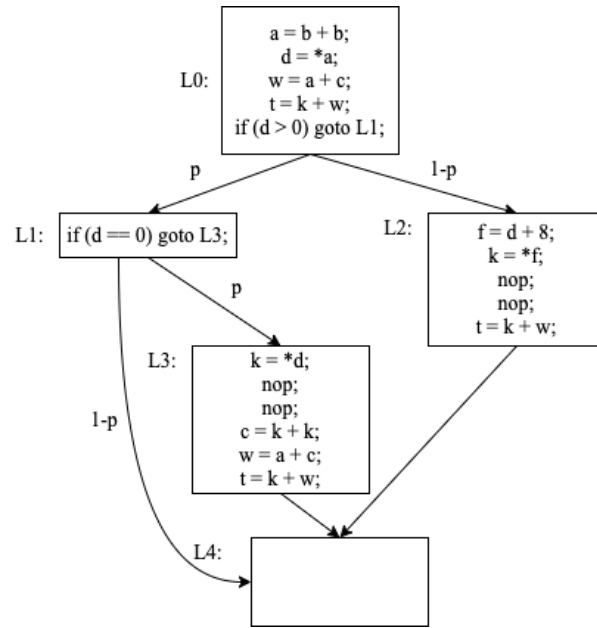 a = b + b;
d = *a;
L0:
w = a + c;
t = k + w;
if (d > 0) goto L1;
p
1-p
L1:
if (d == 0) goto L3;
L2:
f = d + 8;
k = *f;
nop;
nop;
t = k + w;
p
L3:
k = *d;
nop;
nop;
c = k + k;
w = a + c;
t = k + w;
1-p
L4: